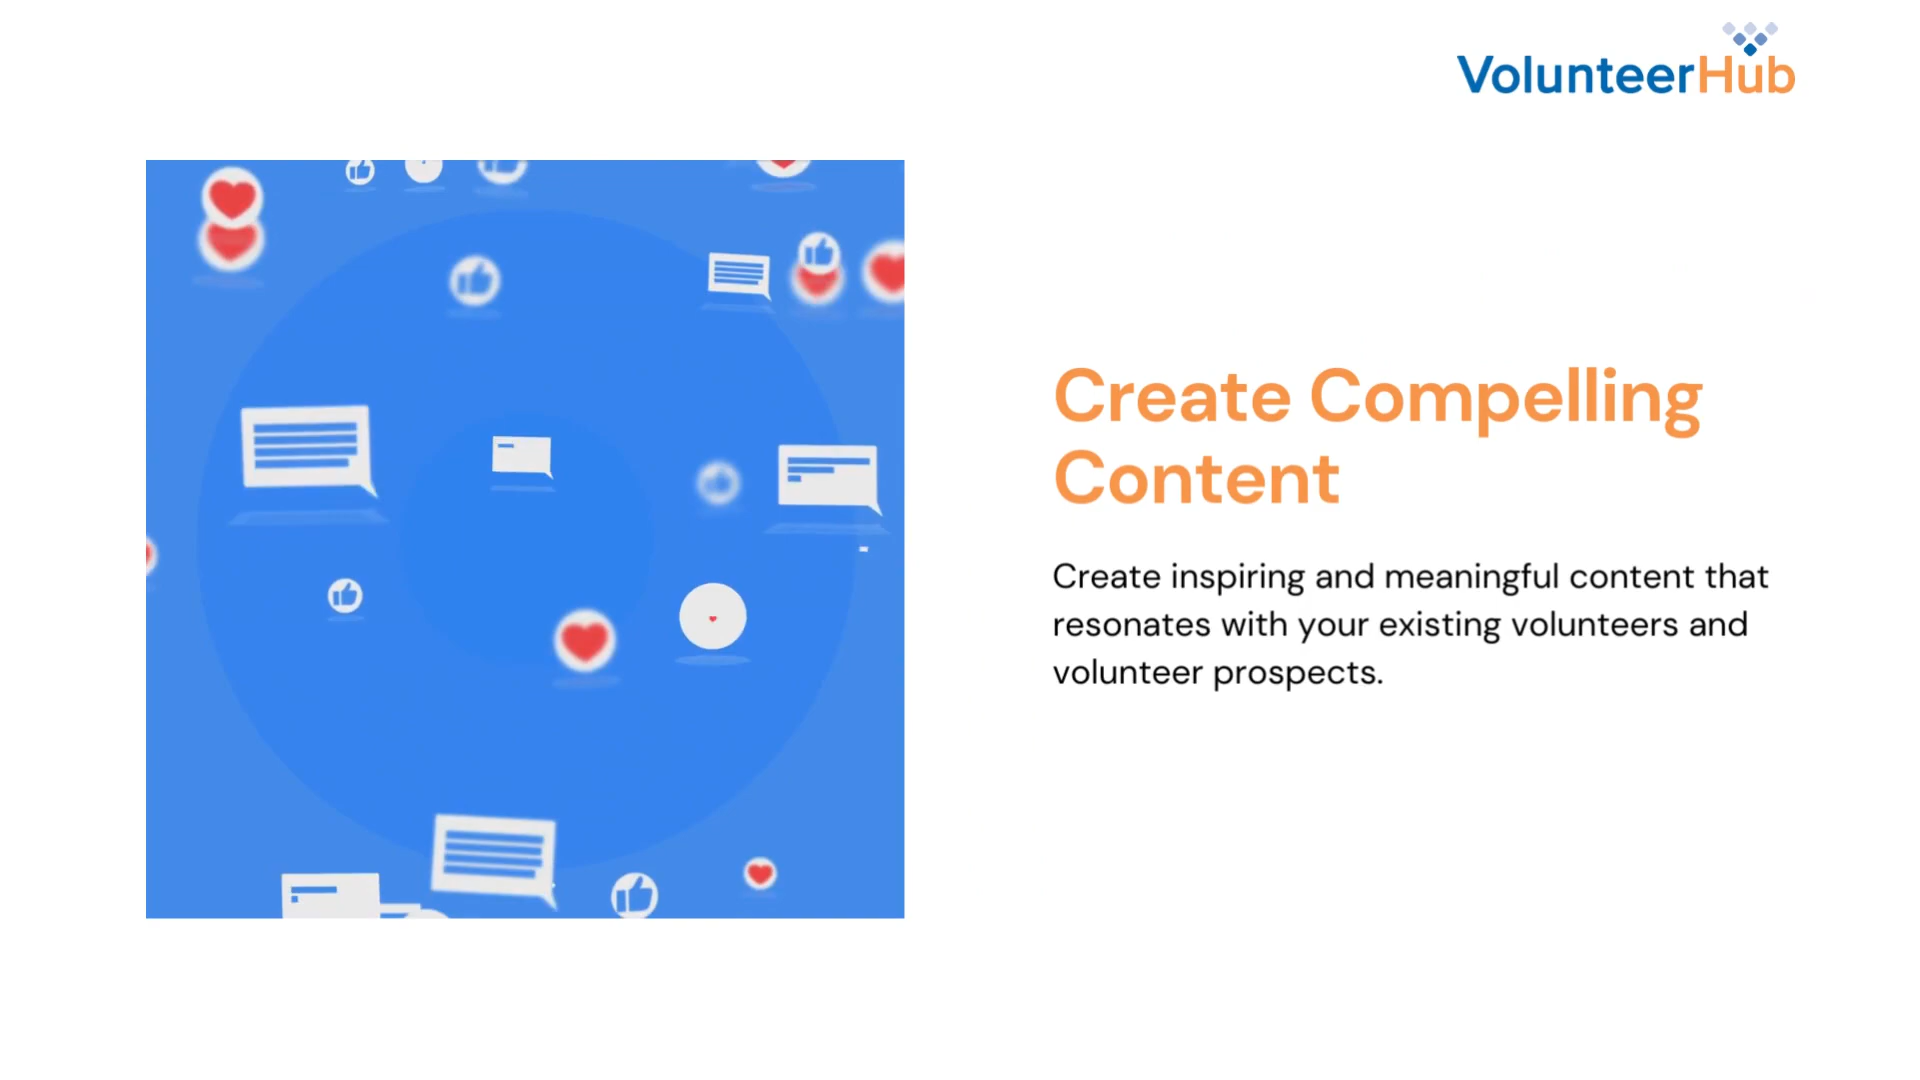 VolunteerHub
Create Compelling
Content
Create inspiring and meaningful content that
resonates with your existing volunteers and
volunteer prospects.